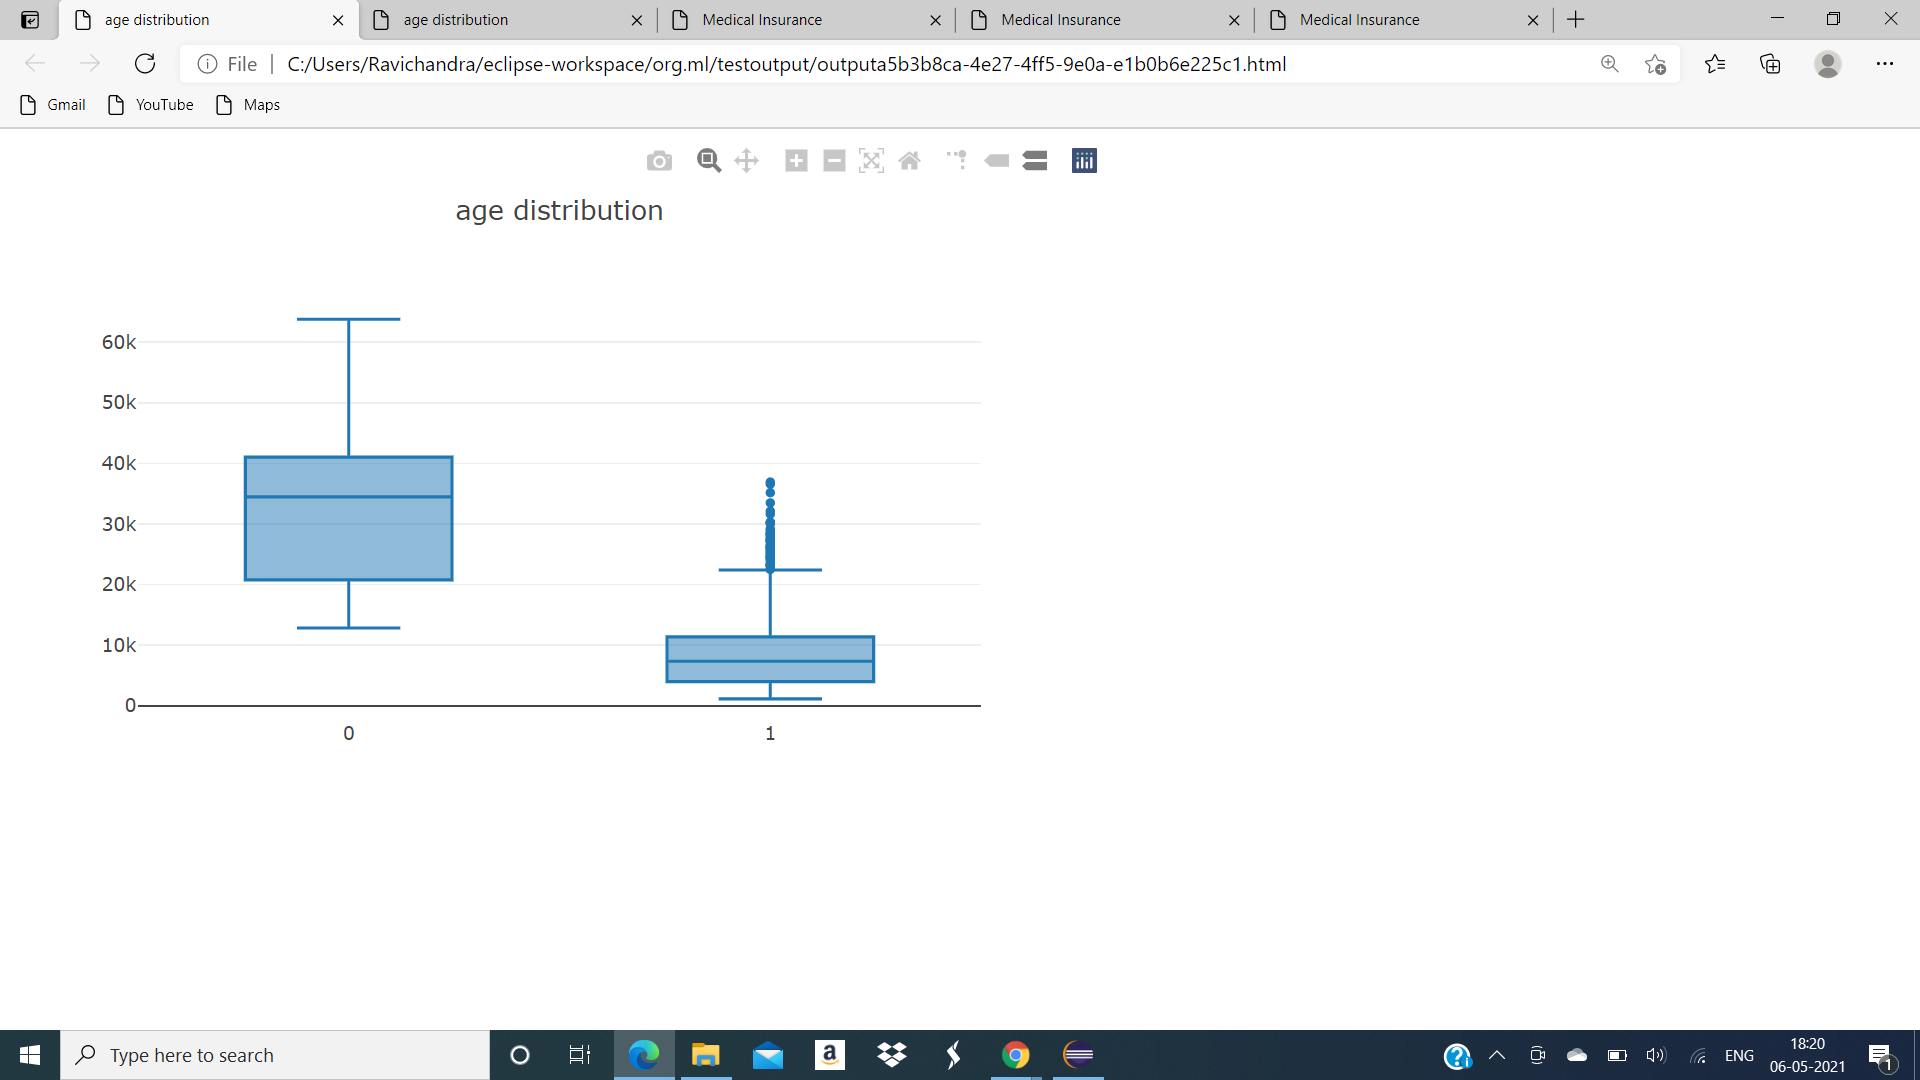 age distribution
age distribution
Medical Insurance
Medical Insurance
Medical Insurance
File
C:/Users/Ravichandra/eclipse-workspace/org.ml/testoutput/outputa5b3b8ca-4e27-4ff5-9e0a-e1b0b6e225c1.html
Gmail
YouTube
Maps
age distribution
60k
50k
40k
30k
20k
10k
0
0
1
Type here to search
a
ENG
18:20
06-05-2021
1